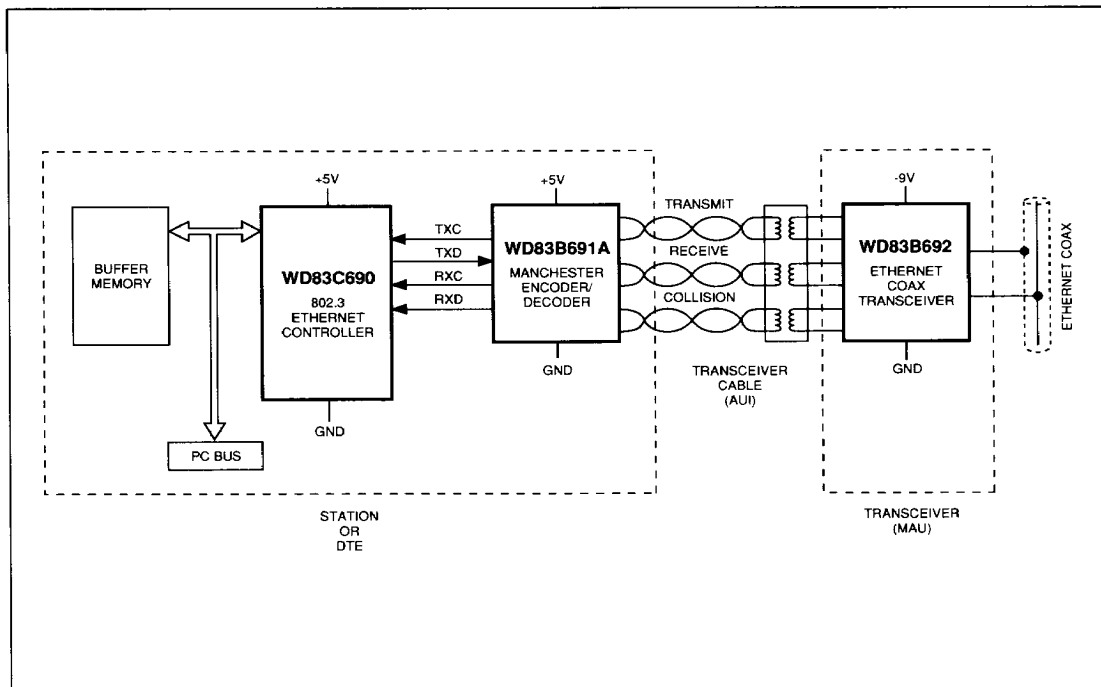 BUFFER
MEMORY
PC BUS
+5V
WD83C690
802.3
ETHERNET
CONTROLLER
GND
TXC
TXD
RXC
RXD
+5V
WD83B691A
MANCHESTER
ENCODER/
DECODER
GND
STATION
OR
DTE
TRANSMIT
RECEIVE
COLLISION
TRANSCEIVER
CABLE
(AUI)
-9V
WD83B692
ETHERNET
COAX
TRANSCEIVER
GND
TRANSCEIVER
(MAU)
ETHERNET COAX